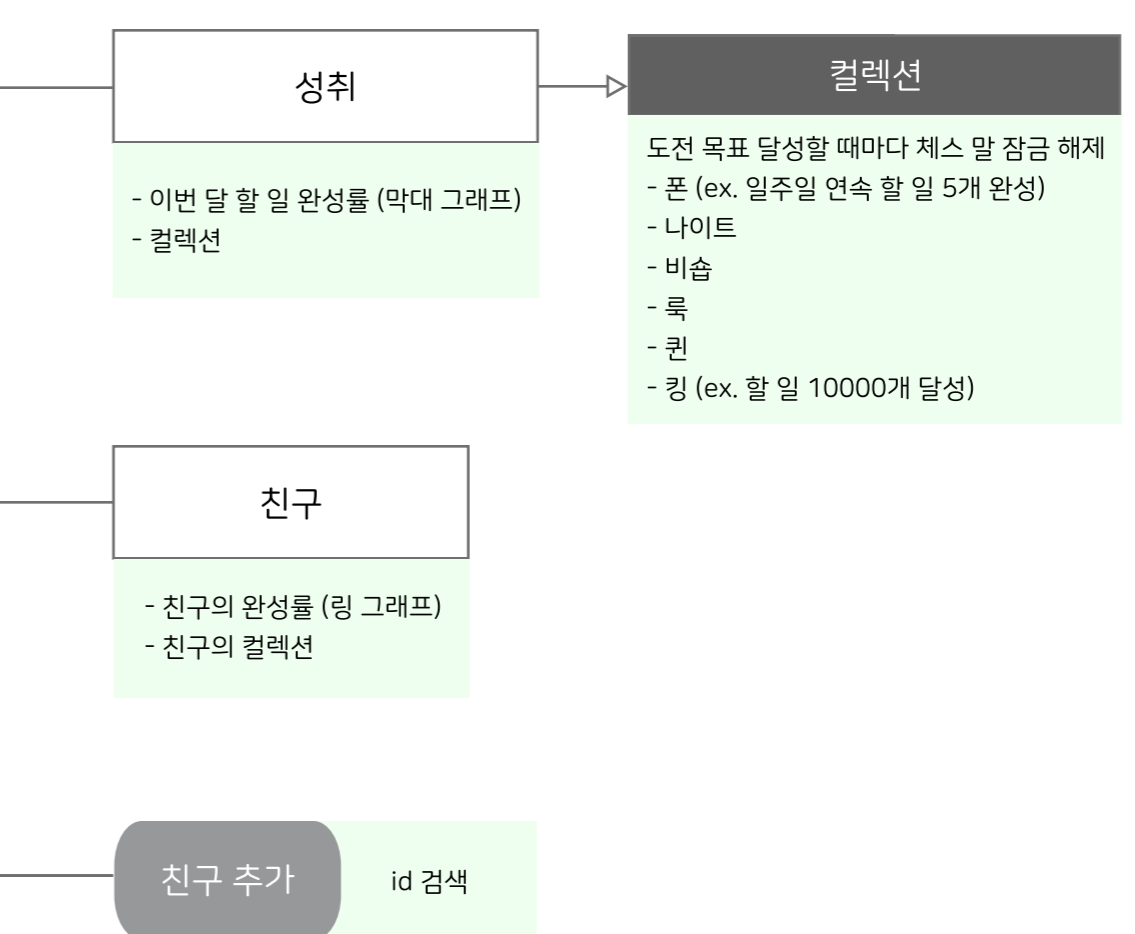 성취
- 이번 달 할 일 완성률 (막대 그래프)
- 컬렉션
컬렉션
도전 목표 달성할 때마다 체스 말 잠금 해제
- 폰 (ex. 일주일 연속 할 일 5개 완성)
- 나이트
- 비숍
- 룩
- 퀸
- 킹 (ex. 할 일 10000개 달성)
친구
- 친구의 완성률 (링 그래프)
- 친구의 컬렉션
친구 추가
id 검색